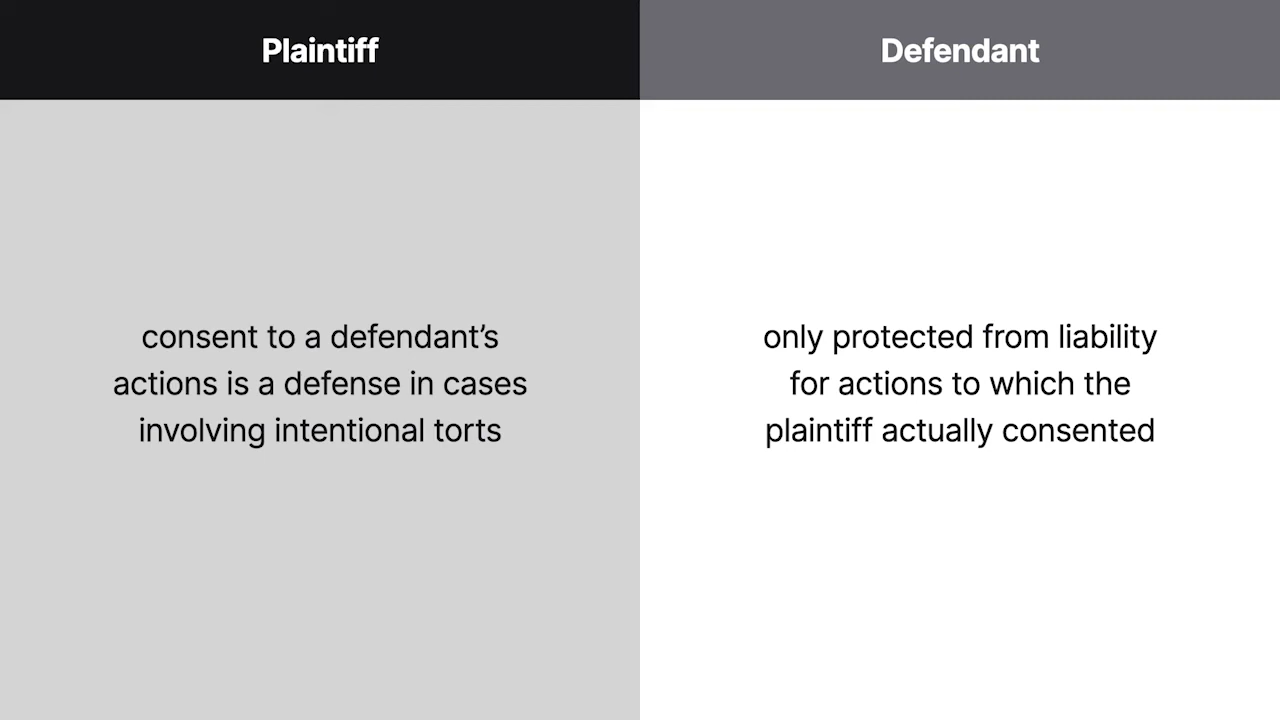 Plaintiff
consent to a defendant’s
actions is a defense in cases
involving intentional torts
Defendant
only protected from liability
for actions to which the
plaintiff actually consented